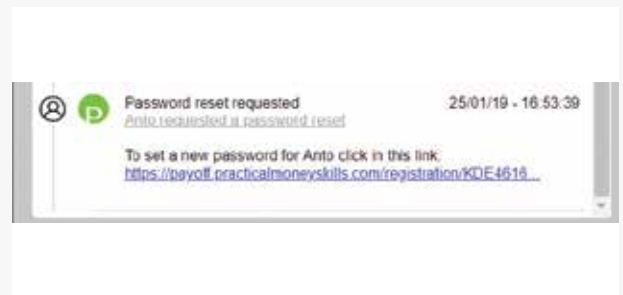 Password reset requested 25/01/19 - 16:53:39
Anto requested a password reset
To set a new password for Anto click in this link:
https://payoff.practicalmoneyskills.com/registration/KDE4616...